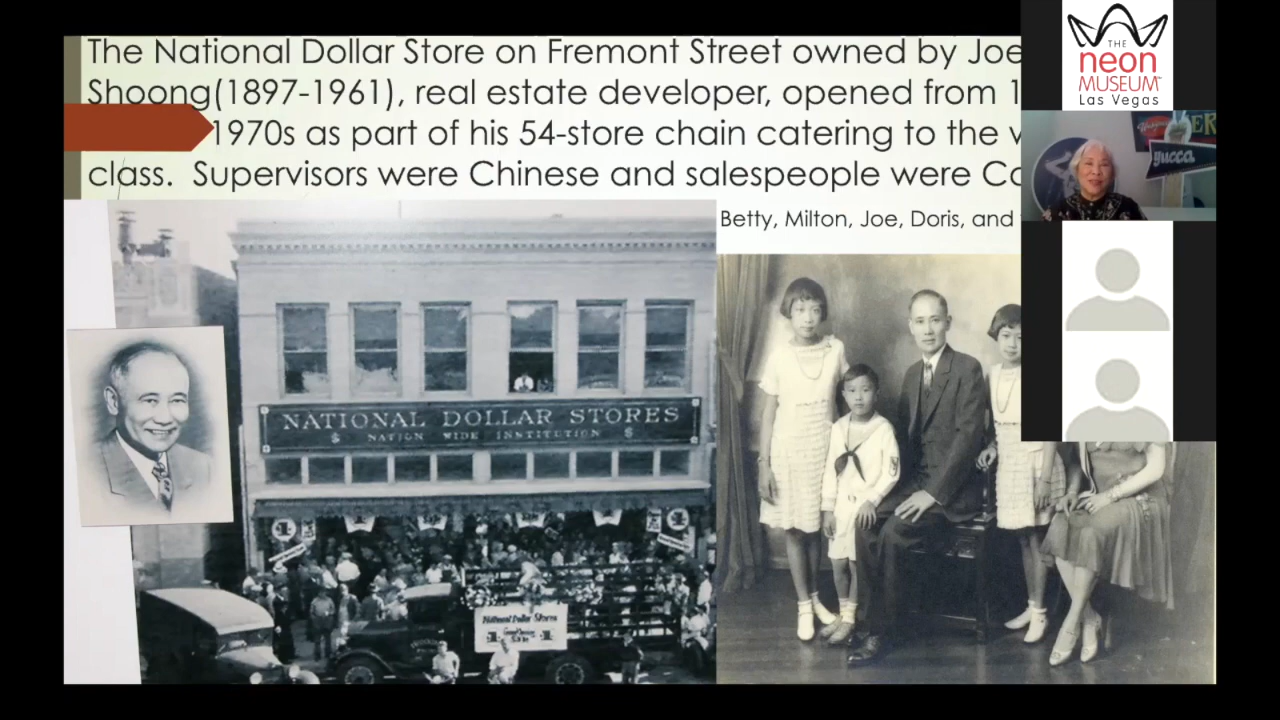 The National Dollar Store on Fremont Street owned by Joe
Shoong(1897-1961), real estate developer, opened from 1
1970s as part of his 54-store chain catering to the
class. Supervisors were Chinese and salespeople were
Betty, Milton, Joe, Doris, and
NATIONAL DOLLAR STORES
$ NATION WIDE INSTITUTION $
National Dollar Stores
THE
neon
MUSEUM
Las Vegas
yucca